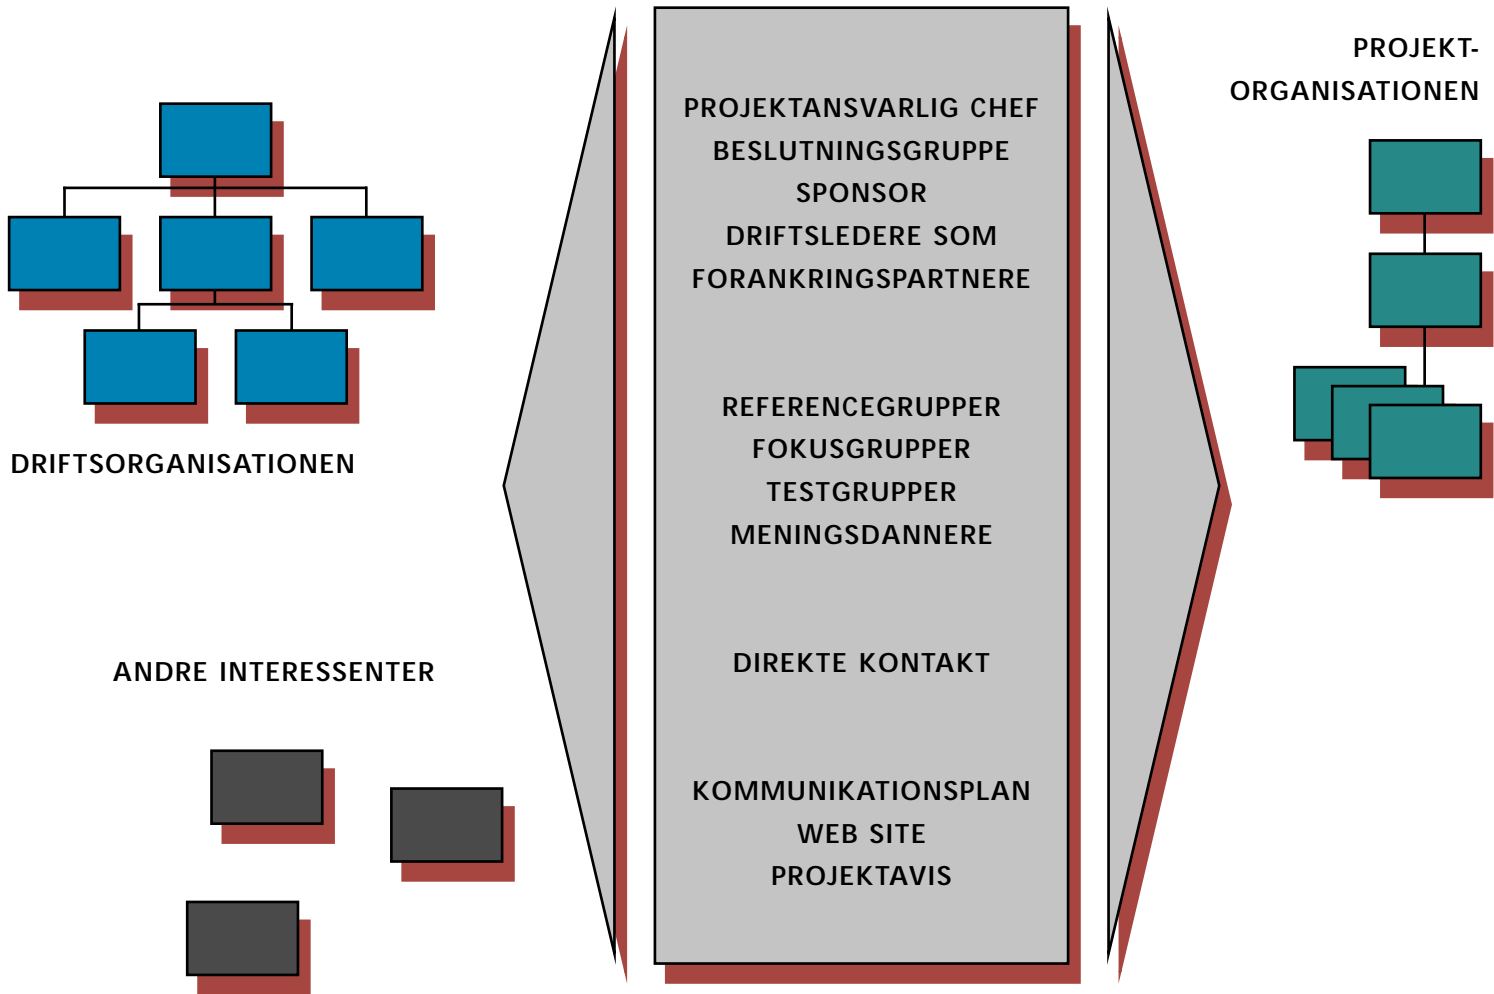 DRIFTSORGANISATIONEN
ANDRE INTERESSENTER
PROJEKTANSVARLIG CHEF
BESLUTNINGSGRUPPE
SPONSOR
DRIFTSLEDERE SOM
FORANKRINGSPARTNERE
REFERENCEGRUPPER
FOKUSGRUPPER
TESTGRUPPER
MENINGSDANNERE
DIREKTE KONTAKT
KOMMUNIKATIONSPLAN
WEB SITE
PROJEKTAVIS
PROJEKT-
ORGANISATIONEN